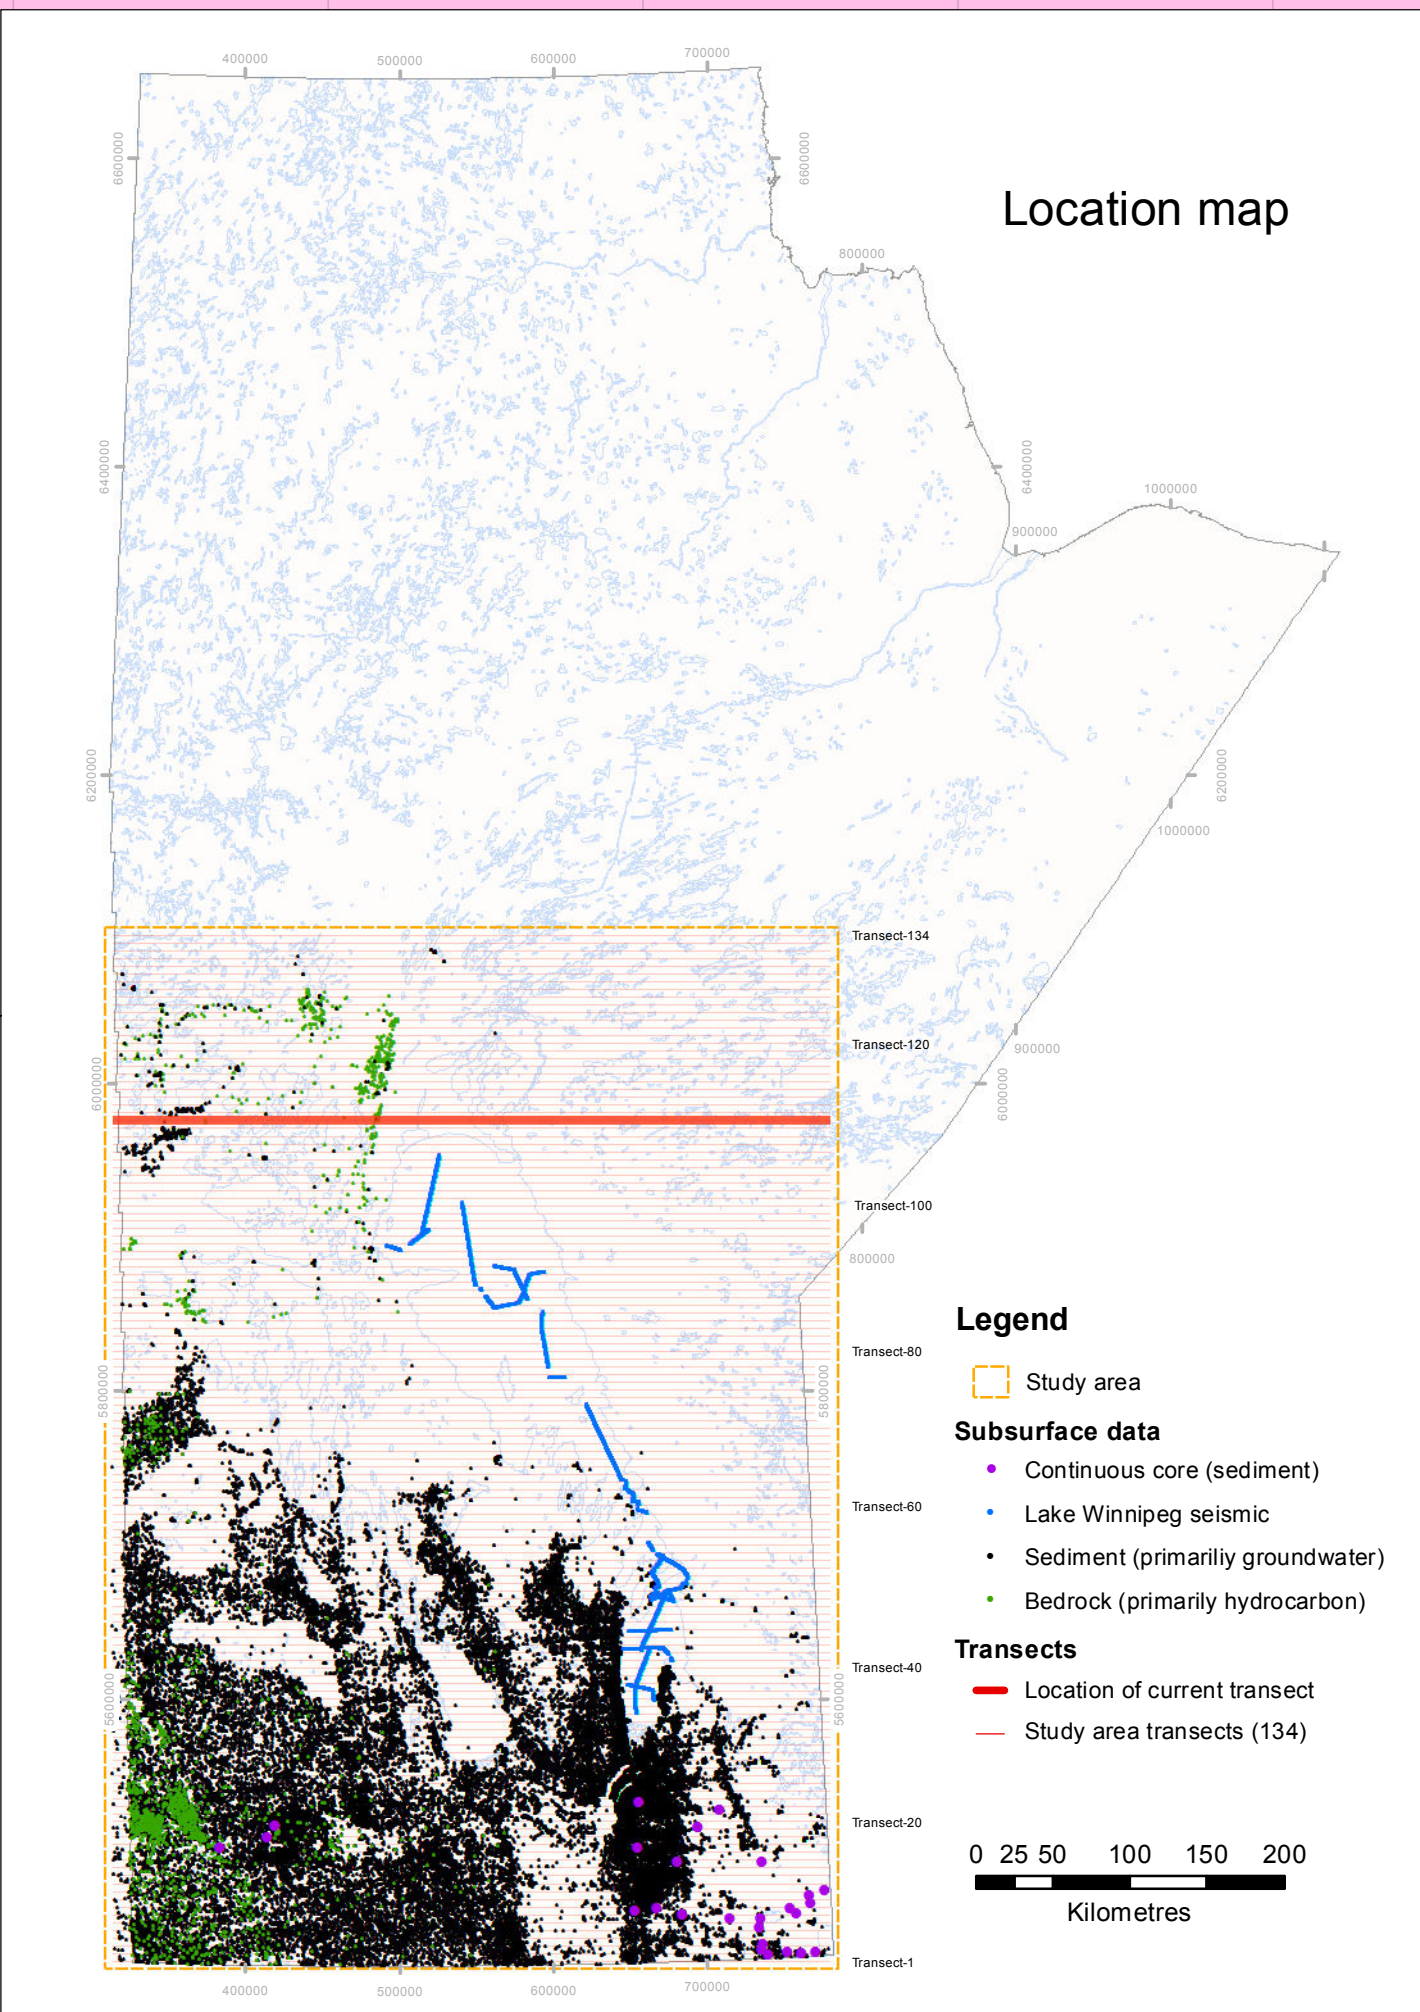 400000
500000
600000
700000
6600000
6600000
Location map
800000
6400000
6400000
1000000
900000
6200000
6200000
1000000
Transect-134
Transect-120
900000
6000000
6000000
Transect-100
800000
Legend
Transect-80
Study area
5800000
5800000
Subsurface data
Continuous core (sediment)
Transect-60
Lake Winnipeg seismic
Sediment (primariliy groundwater)
Bedrock (primarily hydrocarbon)
Transects
Transect-40
Location of current transect
5600000
5600000
Study area transects (134)
Transect-20
0 25 50 100 150 200
Kilometres
Transect-1
400000
500000
600000
700000